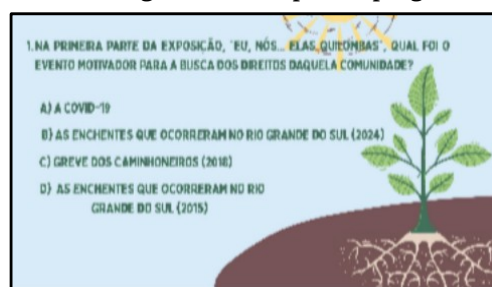 1.NA PRIMEIRA PARTE DA EXPOSIÇÃO, "EU, NÓS... ELAS,QUILOMBAS", QUAL FOI O
EVENTO MOTIVADOR PARA A BUSCA DOS DIREITOS DAQUELA COMUNIDADE?
A) A COVID-19
B) AS ENCHENTES QUE OCORRERAM NO RIO GRANDE DO SUL (2024)
C) GREVE DOS CAMINHONEIROS (2018)
D) AS ENCHENTES QUE OCORRERAM NO RIO
GRANDE DO SUL (2015)